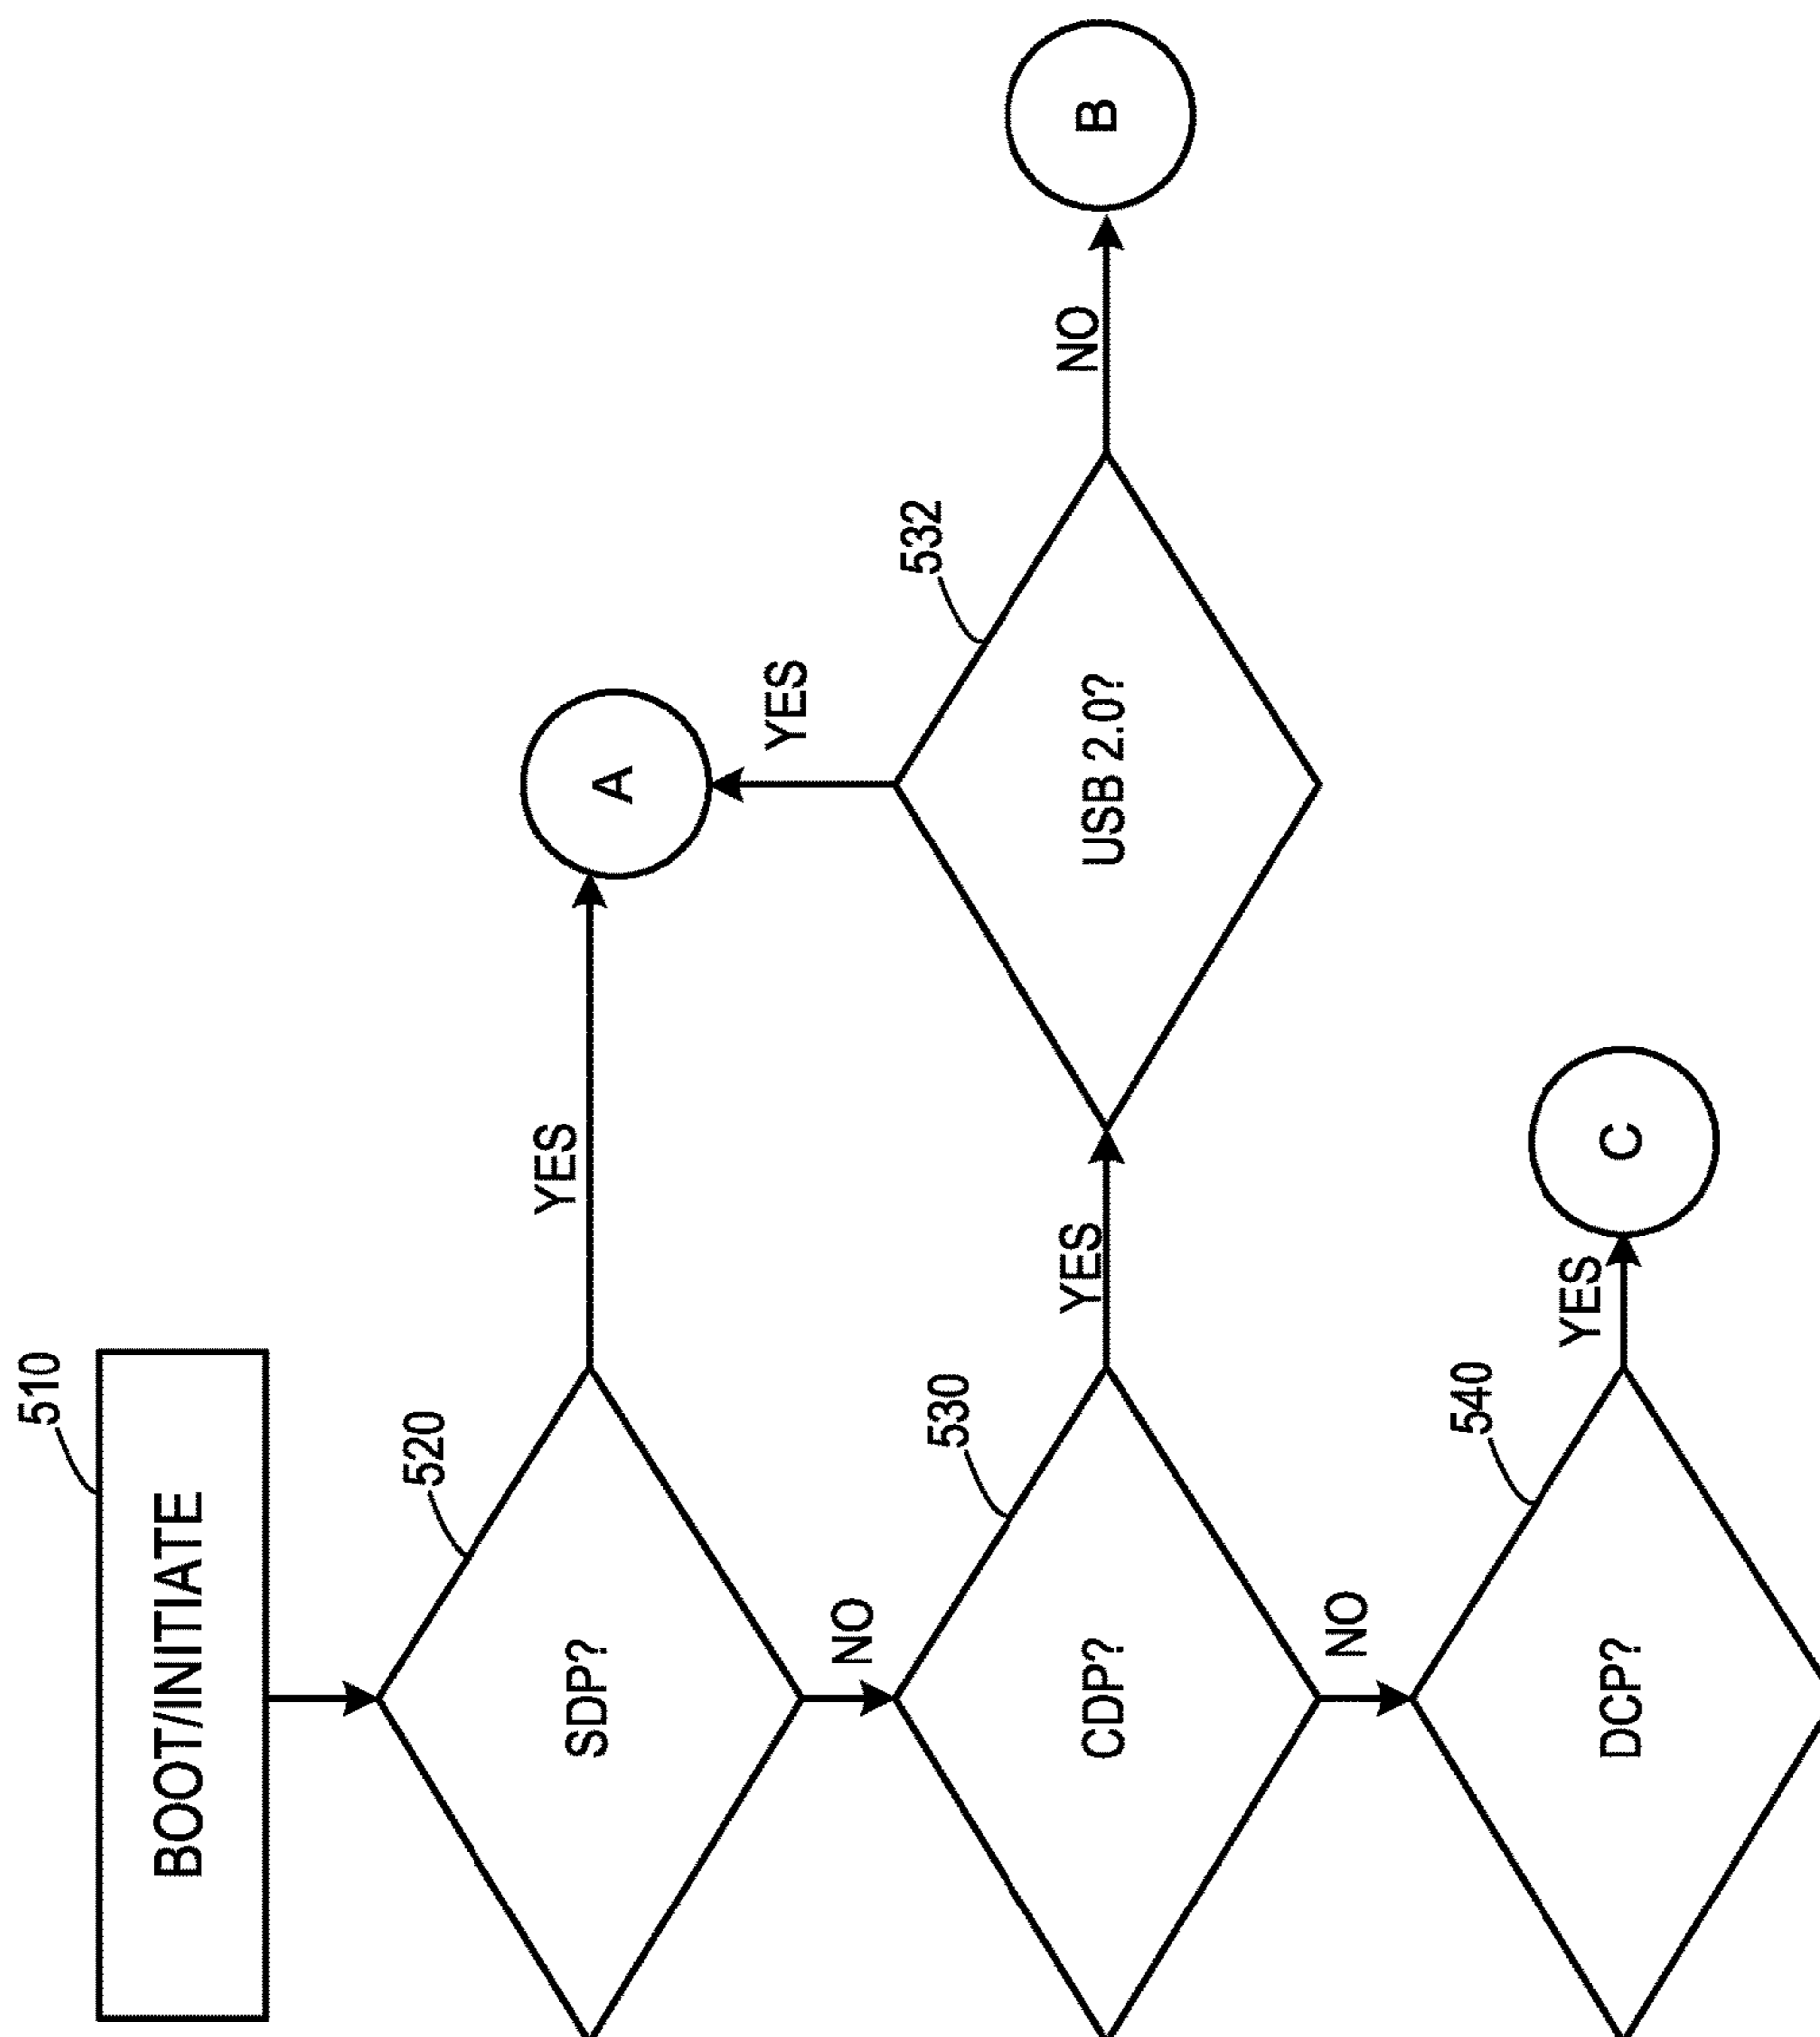 510
BOOT/INITIATE
520
SDP?
YES
A
NO
530
CDP?
YES
532
USB 2.0?
YES
NO
B
NO
540
DCP?
YES
C